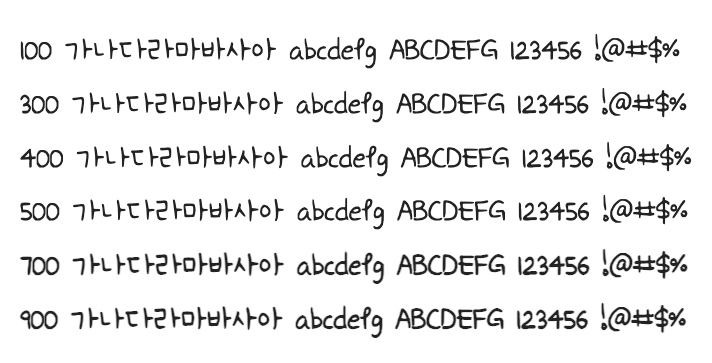 100 가나다라마바사아 abcdefg ABCDEFG 123456 !@#$%
300 가나다라마바사아 abcdefg ABCDEFG 123456 !@#$%
400 가나다라마바사아 abcdefg ABCDEFG 123456 !@#$%
500 가나다라마바사아 abcdefg ABCDEFG 123456 !@#$%
700 가나다라마바사아 abcdefg ABCDEFG 123456 !@#$%
900 가나다라마바사아 abcdefg ABCDEFG 123456 !@#$%